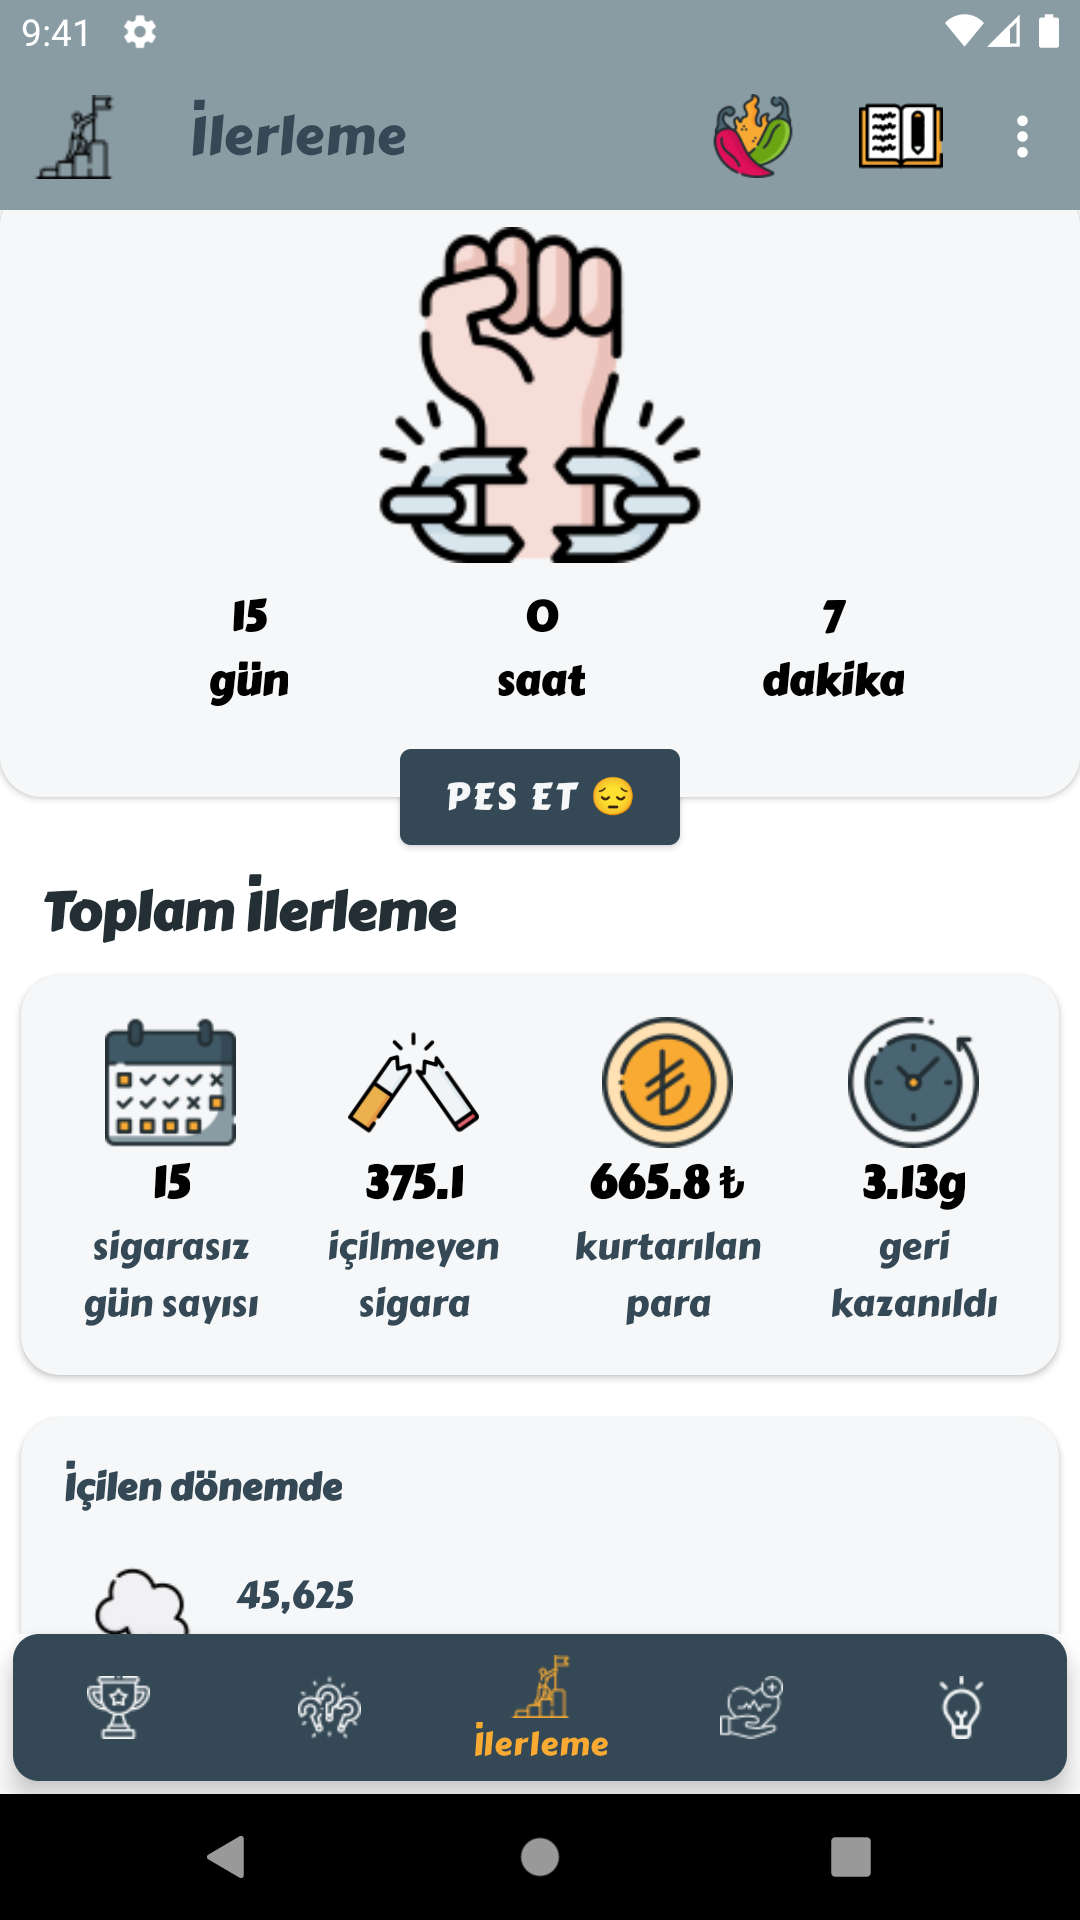 9:41
İlerleme
15 0 7
gün saat dakika
PES ET 😔
Toplam İlerleme
15 375.1 665.8 ₺ 3.13g
sigarasız içilmeyen kurtarılan geri
gün sayısı sigara para kazanıldı
İçilen dönemde
45,625
İlerleme